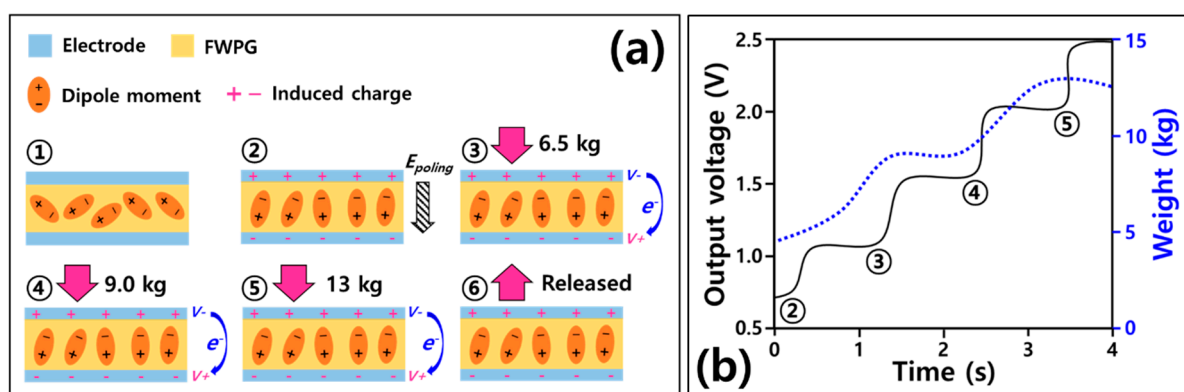 Electrode FWPG (a)
+ − Dipole moment + − Induced charge
① ② E_poling ③ 6.5 kg
+ + + + + V-
+ - + - + - + - + - - + - + - + - + - + e- - + - + - + - + - +
- - - - - V+
④ 9.0 kg ⑤ 13 kg ⑥ Released
+ + + + + V- + + + + + V- + + + + +
- + - + - + - + - + e- - + - + - + - + - + e- - + - + - + - + - +
- - - - - V+ - - - - - V+ - - - - -
Output voltage (V)
2.5
2.0
1.5
1.0
0.5
② ③ ④ ⑤
0 1 2 3 4
Time (s)
15
10
5
0
Weight (kg)
(b)